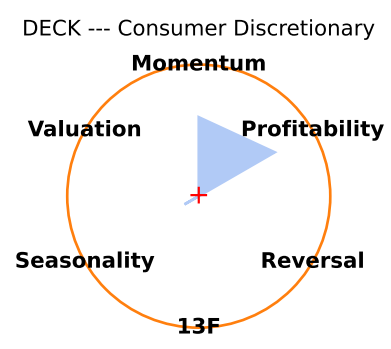 DECK --- Consumer Discretionary
Momentum
Valuation
Profitability
Seasonality
Reversal
13F